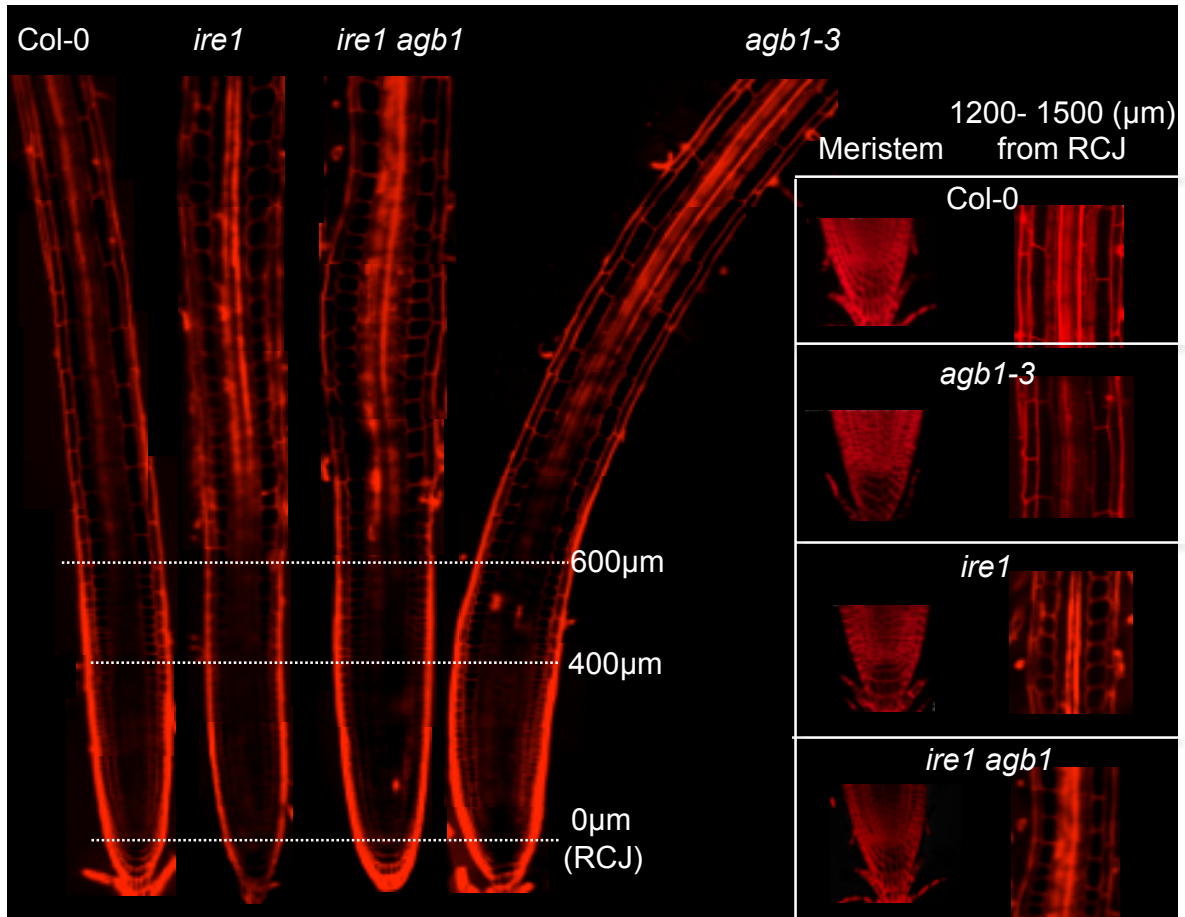 Col-0
ire1
ire1 agb1
agb1-3
600µm
400µm
0µm
(RCJ)
Meristem
1200- 1500 (µm)
from RCJ
Col-0
agb1-3
ire1
ire1 agb1